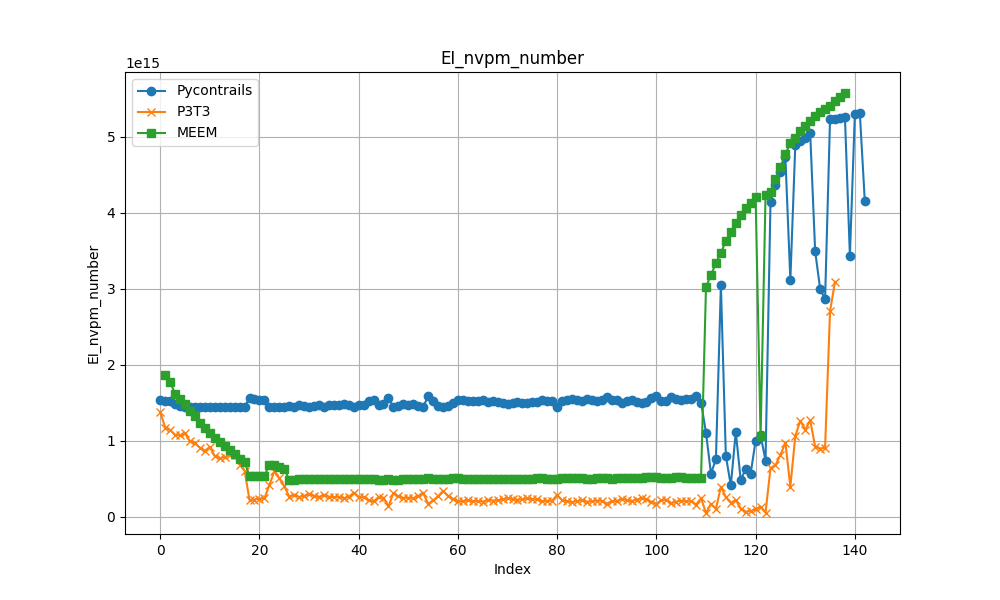 EI_nvpm_number
1e15
Pycontrails
P3T3
MEEM
5
4
3
2
1
0
EI_nvpm_number
0 20 40 60 80 100 120 140
Index